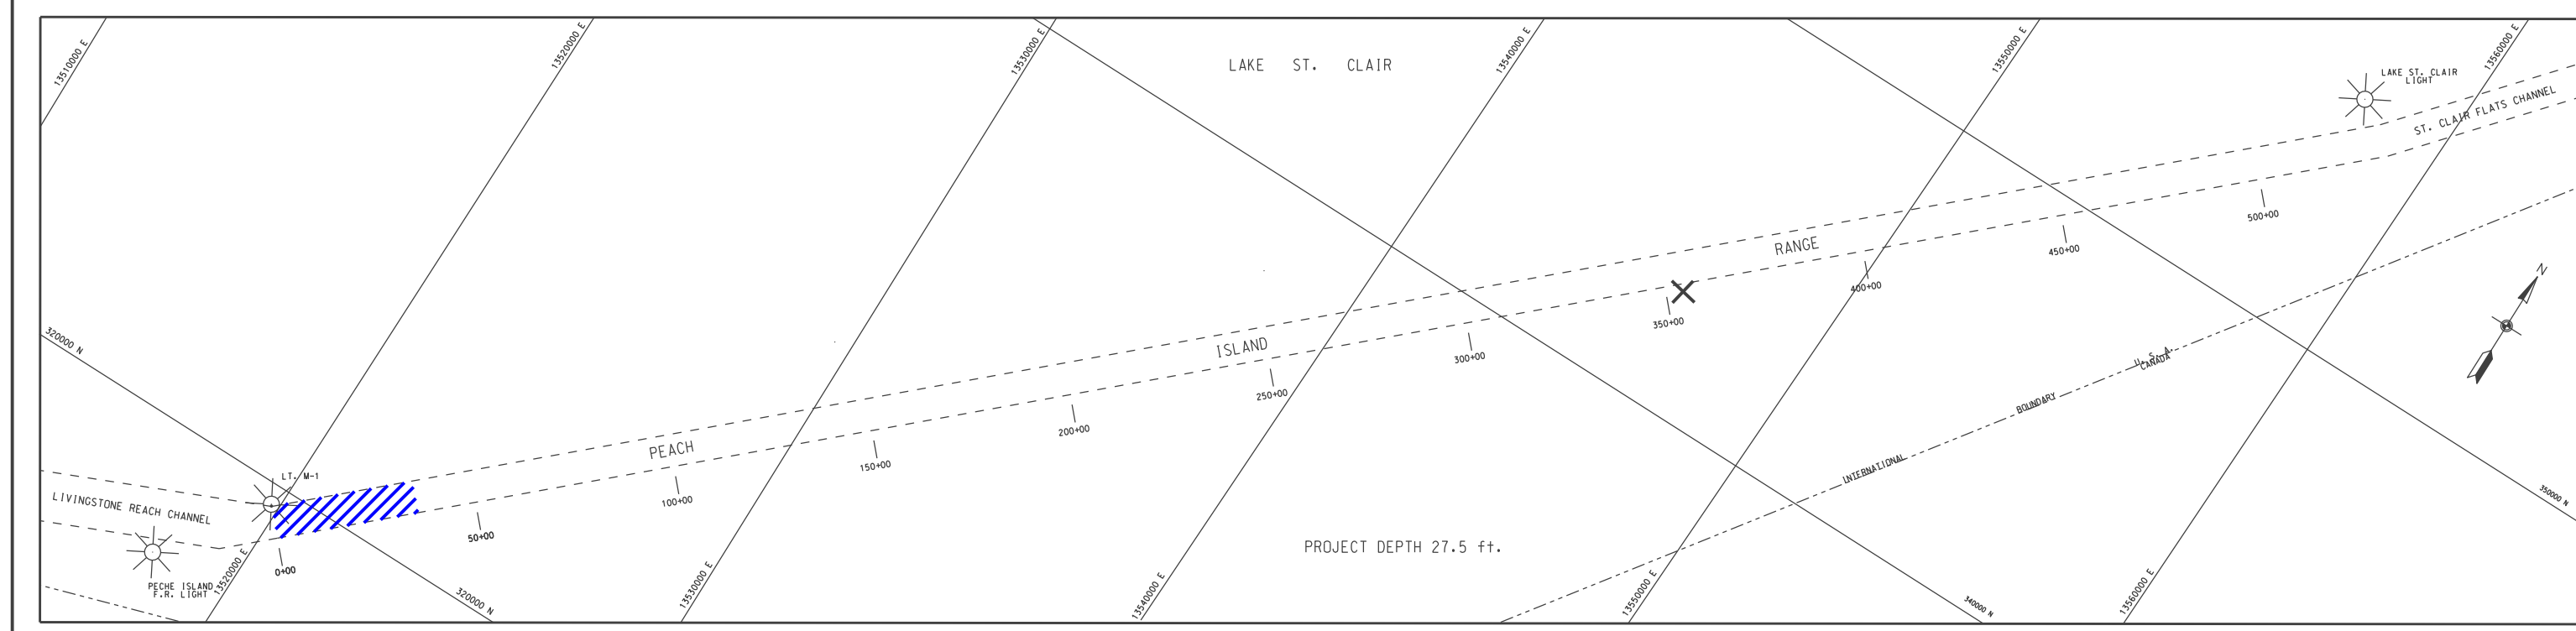 13510000 E
13520000 E
13530000 E
13540000 E
13550000 E
13560000 E
LAKE ST. CLAIR
LAKE ST. CLAIR
LIGHT
ST. CLAIR FLATS CHANNEL
500+00
450+00
RANGE
400+00
350+00
N
300+00
ISLAND
250+00
200+00
PEACH
150+00
100+00
50+00
0+00
320000 N
LT. M-1
LIVINGSTONE REACH CHANNEL
PECHE ISLAND
F.R. LIGHT
U. S. A.
CANADA
BOUNDARY
INTERNATIONAL
PROJECT DEPTH 27.5 ft.
350000 N
13520000 E
320000 N
13530000 E
13540000 E
13550000 E
340000 N
13560000 E